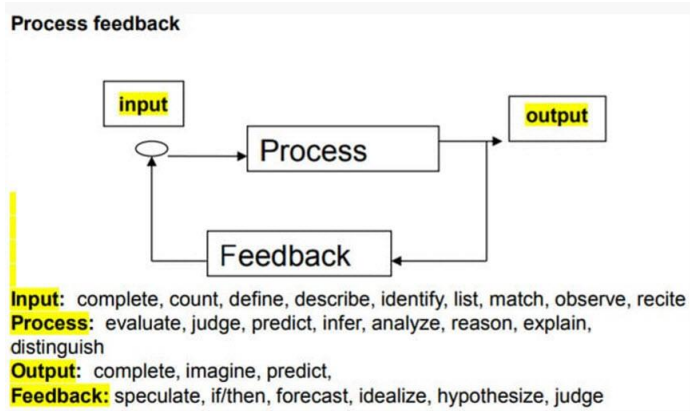 Process feedback
input
output
Process
Feedback
Input: complete, count, define, describe, identify, list, match, observe, recite
Process: evaluate, judge, predict, infer, analyze, reason, explain,
distinguish
Output: complete, imagine, predict,
Feedback: speculate, if/then, forecast, idealize, hypothesize, judge